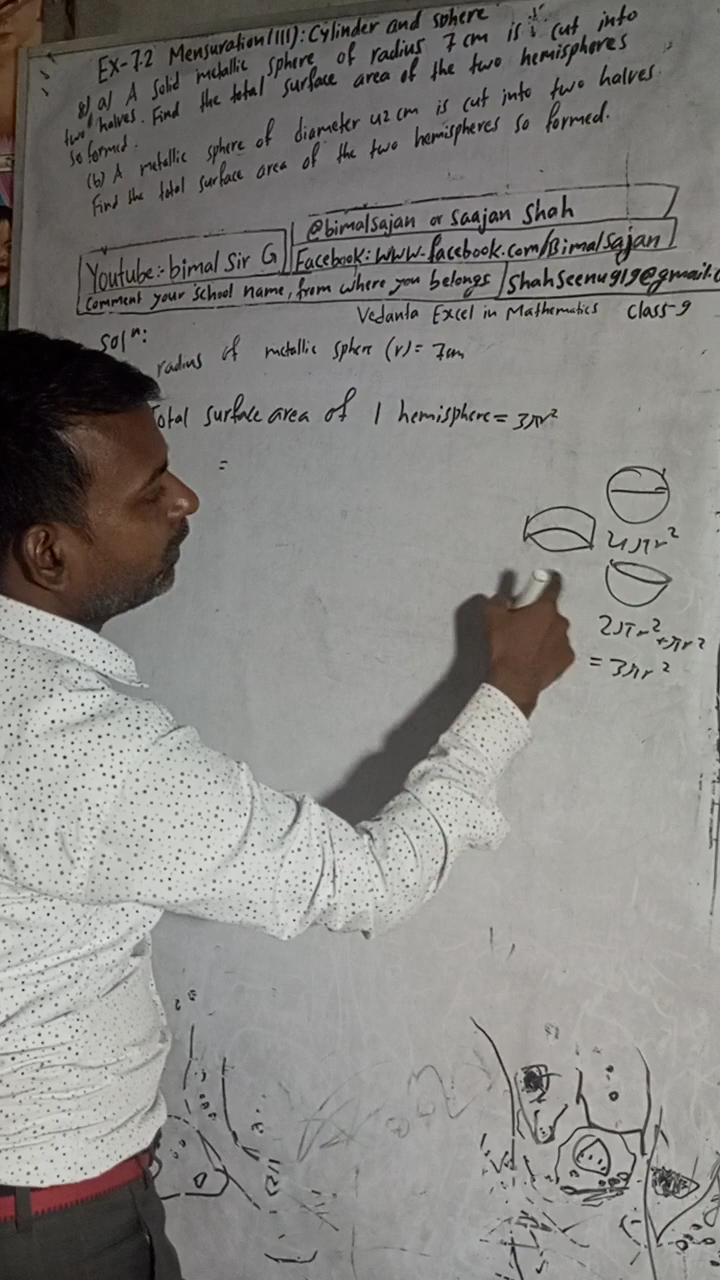 Ex-7.2 Mensuration(III): Cylinder and sphere
8) a) A solid metallic sphere of radius 7 cm is cut into
two halves. Find the total surface area of the two hemispheres
so formed.
(b) A metallic sphere of diameter 42 cm is cut into two halves.
Find the total surface area of the two hemispheres so formed.
@bimalsajan or Saajan Shah
Youtube:- bimal Sir G
Facebook: www.facebook.com/Bimalsajan
Comment your school name, from where you belongs
shahseenu919@gmail.c
Vedanta Excel in Mathematics Class-9
Solⁿ:
radius of metallic sphere (r) = 7cm
Total surface area of 1 hemisphere = 3πr²
=
4πr²
2πr²
+πr²
= 3πr²